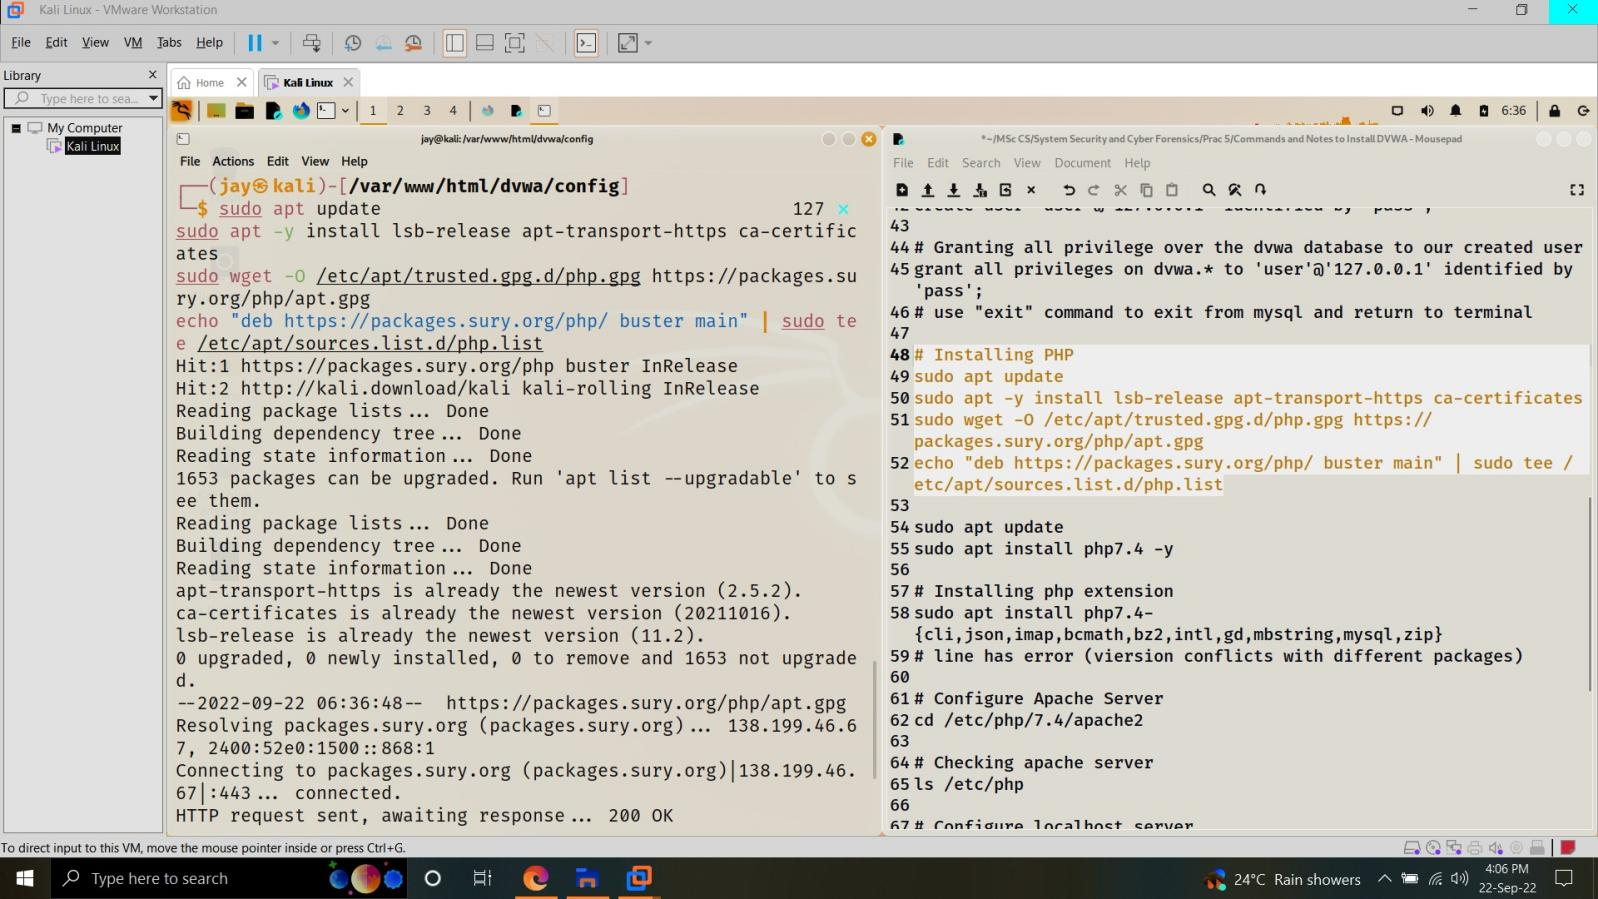 Kali Linux - VMware Workstation
File Edit View VM Tabs Help
Library
Type here to sea...
My Computer
Kali Linux
Home
Kali Linux
1 2 3 4
6:36
jay@kali:/var/www/html/dvwa/config
File Actions Edit View Help
(jay㉿kali)-[/var/www/html/dvwa/config]
$ sudo apt update 127 ×
sudo apt -y install lsb-release apt-transport-https ca-certific
ates
sudo wget -O /etc/apt/trusted.gpg.d/php.gpg https://packages.su
ry.org/php/apt.gpg
echo "deb https://packages.sury.org/php/ buster main" | sudo te
e /etc/apt/sources.list.d/php.list
Hit:1 https://packages.sury.org/php buster InRelease
Hit:2 http://kali.download/kali kali-rolling InRelease
Reading package lists... Done
Building dependency tree... Done
Reading state information... Done
1653 packages can be upgraded. Run 'apt list --upgradable' to s
ee them.
Reading package lists... Done
Building dependency tree... Done
Reading state information... Done
apt-transport-https is already the newest version (2.5.2).
ca-certificates is already the newest version (20211016).
lsb-release is already the newest version (11.2).
0 upgraded, 0 newly installed, 0 to remove and 1653 not upgrade
d.
--2022-09-22 06:36:48-- https://packages.sury.org/php/apt.gpg
Resolving packages.sury.org (packages.sury.org)... 138.199.46.6
7, 2400:52e0:1500::868:1
Connecting to packages.sury.org (packages.sury.org)|138.199.46.
67|:443... connected.
HTTP request sent, awaiting response... 200 OK
*~/MSc CS/System Security and Cyber Forensics/Prac 5/Commands and Notes to Install DVWA - Mousepad
File Edit Search View Document Help
42 create user 'user'@'127.0.0.1' identified by 'pass';
43
44 # Granting all privilege over the dvwa database to our created user
45 grant all privileges on dvwa.* to 'user'@'127.0.0.1' identified by
'pass';
46 # use "exit" command to exit from mysql and return to terminal
47
48 # Installing PHP
49 sudo apt update
50 sudo apt -y install lsb-release apt-transport-https ca-certificates
51 sudo wget -O /etc/apt/trusted.gpg.d/php.gpg https://
packages.sury.org/php/apt.gpg
52 echo "deb https://packages.sury.org/php/ buster main" | sudo tee /
etc/apt/sources.list.d/php.list
53
54 sudo apt update
55 sudo apt install php7.4 -y
56
57 # Installing php extension
58 sudo apt install php7.4-
{cli,json,imap,bcmath,bz2,intl,gd,mbstring,mysql,zip}
59 # line has error (viersion conflicts with different packages)
60
61 # Configure Apache Server
62 cd /etc/php/7.4/apache2
63
64 # Checking apache server
65 ls /etc/php
66
67 # Configure localhost server
To direct input to this VM, move the mouse pointer inside or press Ctrl+G.
Type here to search
24°C Rain showers
4:06 PM
22-Sep-22